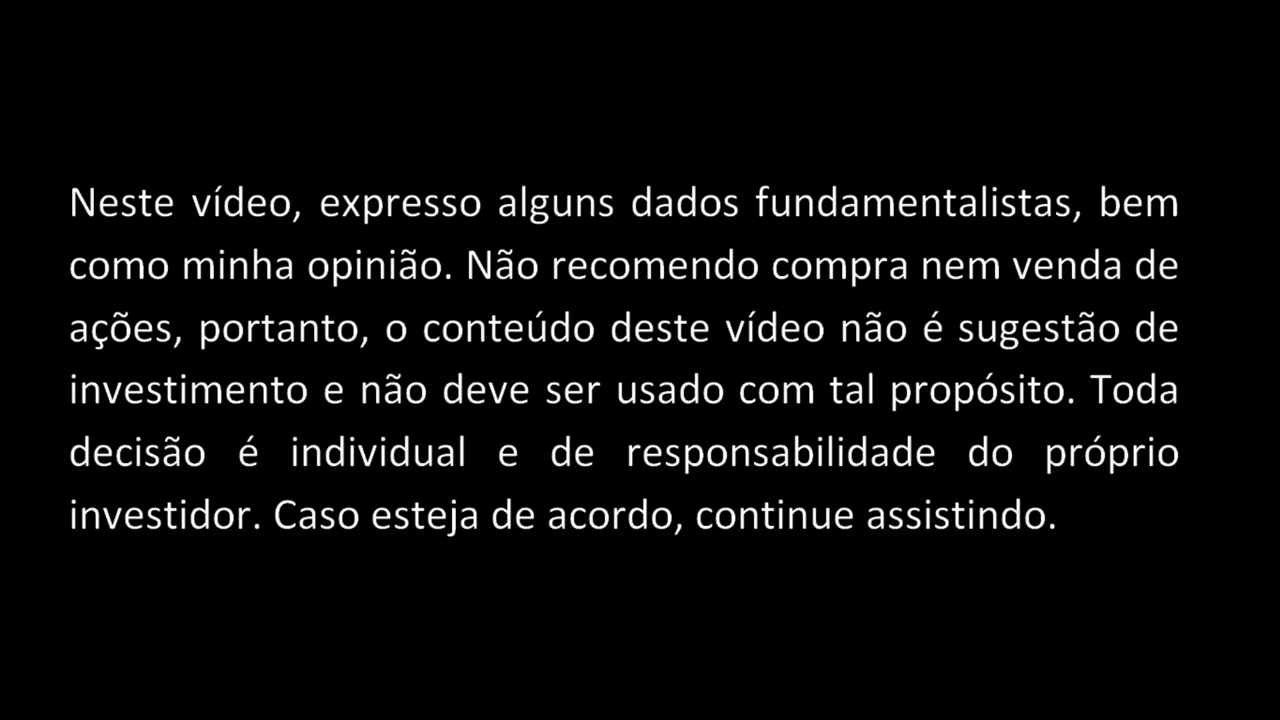 Neste vídeo, expresso alguns dados fundamentalistas, bem
como minha opinião. Não recomendo compra nem venda de
ações, portanto, o conteúdo deste vídeo não é sugestão de
investimento e não deve ser usado com tal propósito. Toda
decisão é individual e de responsabilidade do próprio
investidor. Caso esteja de acordo, continue assistindo.